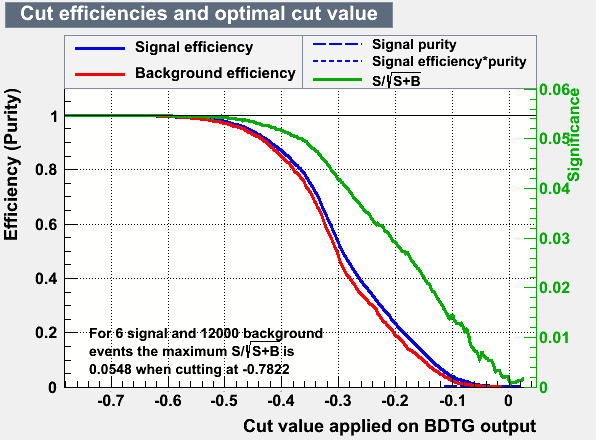 Cut efficiencies and optimal cut value
Signal efficiency
Background efficiency
Signal purity
Signal efficiency*purity
S/√S+B
Efficiency (Purity)
1
0.8
0.6
0.4
0.2
0
0.06
0.05
0.04
0.03
0.02
0.01
0
Significance
For 6 signal and 12000 background
events the maximum S/√S+B is
0.0548 when cutting at -0.7822
-0.7 -0.6 -0.5 -0.4 -0.3 -0.2 -0.1 0
Cut value applied on BDTG output